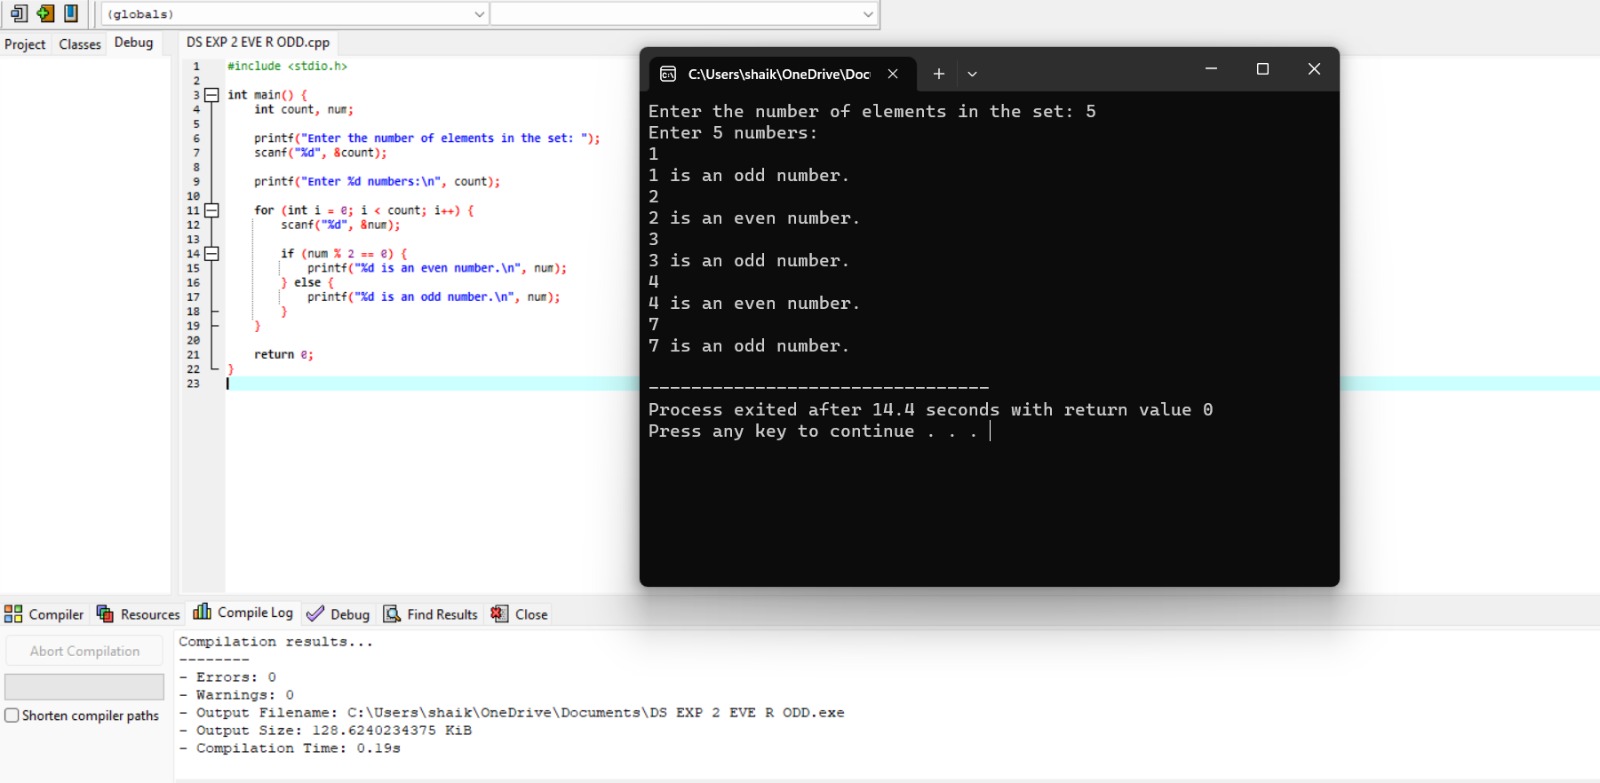 (globals)
Project Classes Debug
DS EXP 2 EVE R ODD.cpp
1 #include <stdio.h>
2
3 int main() {
4 int count, num;
5
6 printf("Enter the number of elements in the set: ");
7 scanf("%d", &count);
8
9 printf("Enter %d numbers:\n", count);
10
11 for (int i = 0; i < count; i++) {
12 scanf("%d", &num);
13
14 if (num % 2 == 0) {
15 printf("%d is an even number.\n", num);
16 } else {
17 printf("%d is an odd number.\n", num);
18 }
19 }
20
21 return 0;
22 }
23
C:\Users\shaik\OneDrive\Doc
Enter the number of elements in the set: 5
Enter 5 numbers:
1
1 is an odd number.
2
2 is an even number.
3
3 is an odd number.
4
4 is an even number.
7
7 is an odd number.
--------------------------------
Process exited after 14.4 seconds with return value 0
Press any key to continue . . .
Compiler Resources Compile Log Debug Find Results Close
Abort Compilation
Shorten compiler paths
Compilation results...
--------
- Errors: 0
- Warnings: 0
- Output Filename: C:\Users\shaik\OneDrive\Documents\DS EXP 2 EVE R ODD.exe
- Output Size: 128.6240234375 KiB
- Compilation Time: 0.19s